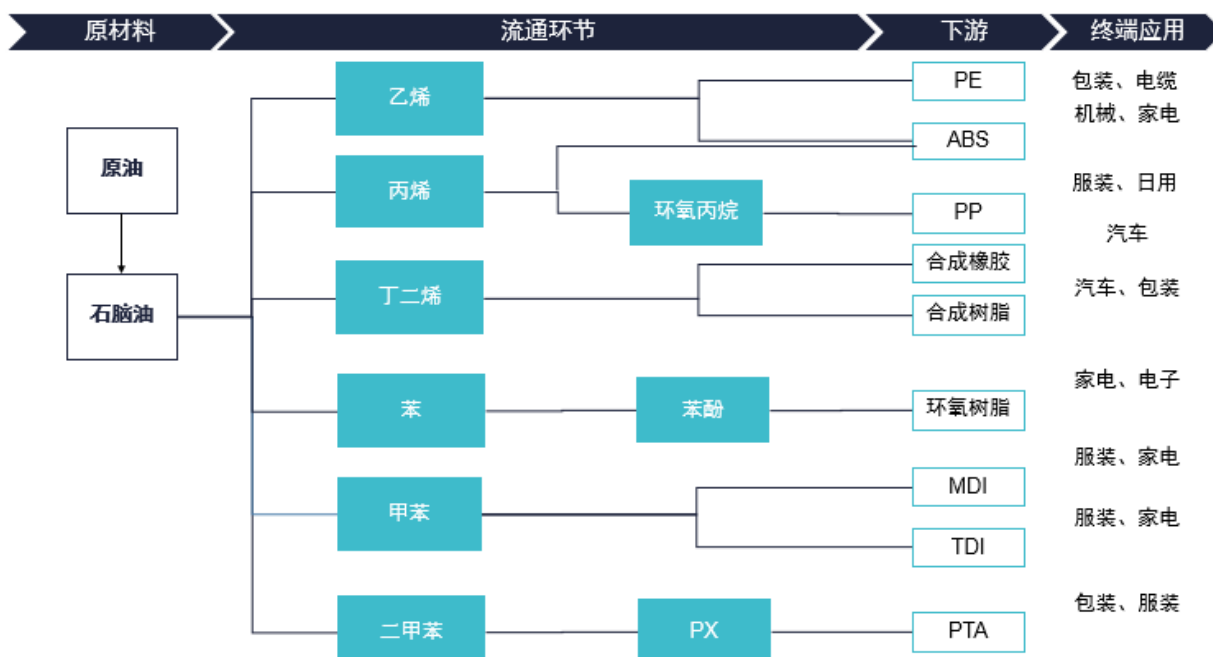 原材料
流通环节
下游
终端应用
乙烯
PE
包装、电缆
机械、家电
原油
ABS
丙烯
环氧丙烷
PP
服装、日用
汽车
石脑油
丁二烯
合成橡胶
合成树脂
汽车、包装
苯
苯酚
环氧树脂
家电、电子
甲苯
MDI
服装、家电
TDI
服装、家电
二甲苯
PX
PTA
包装、服装